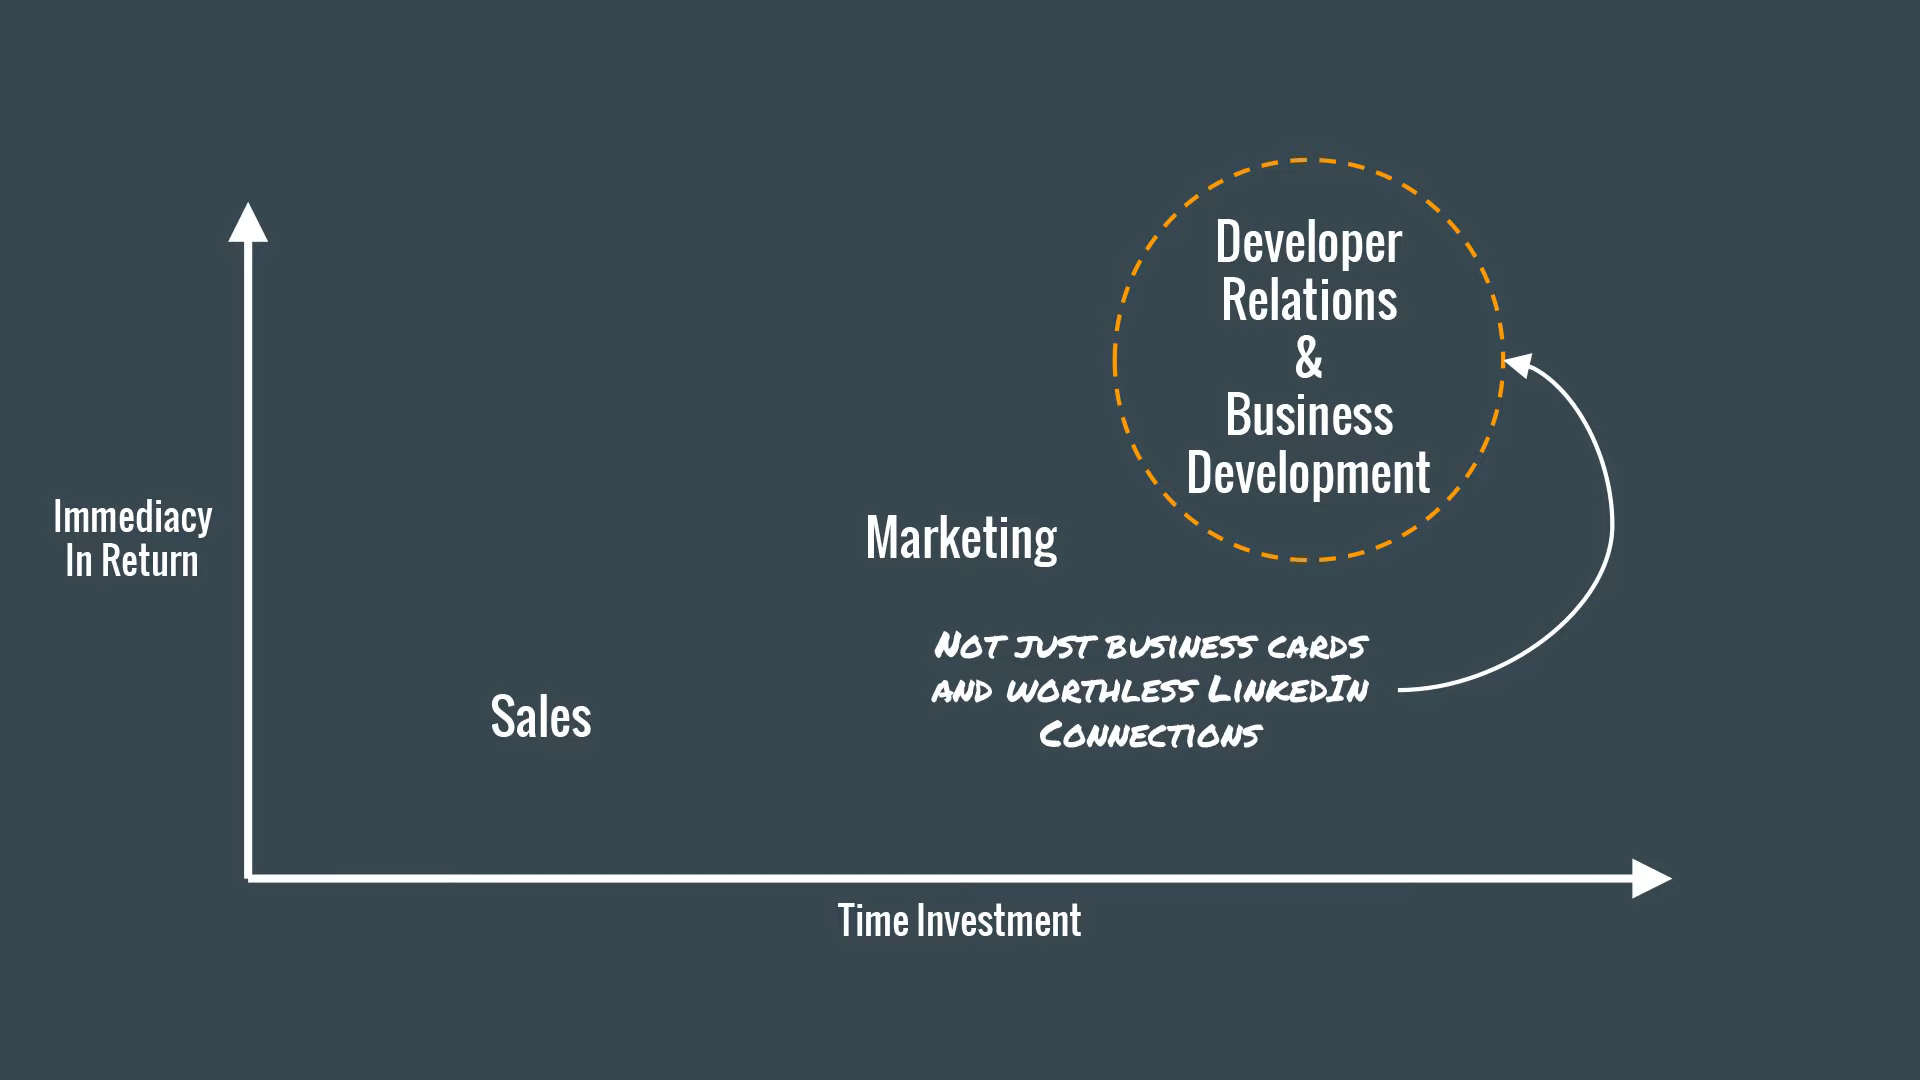 Developer
Relations
&
Business
Development
Immediacy
In Return
Marketing
Not just business cards
and worthless LinkedIn
Connections
Sales
Time Investment